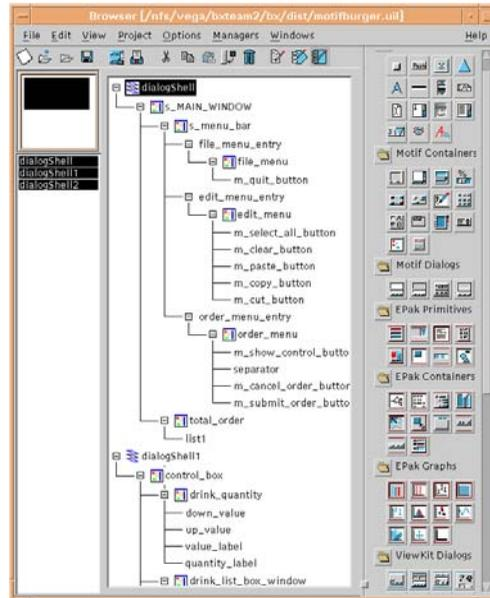 Browser [/nfs/vega/bxteam2/bx/dist/motifburger.uil]
File Edit View Project Options Managers Windows Help
dialogShell
dialogShell1
dialogShell2
dialogShell
s_MAIN_WINDOW
s_menu_bar
file_menu_entry
file_menu
m_quit_button
edit_menu_entry
edit_menu
m_select_all_button
m_clear_button
m_paste_button
m_copy_button
m_cut_button
order_menu_entry
order_menu
m_show_control_butto
separator
m_cancel_order_buttor
m_submit_order_butto
total_order
list1
dialogShell1
control_box
drink_quantity
down_value
up_value
value_label
quantity_label
drink_list_box_window
Motif Containers
Motif Dialogs
EPak Primitives
EPak Containers
EPak Graphs
ViewKit Dialogs